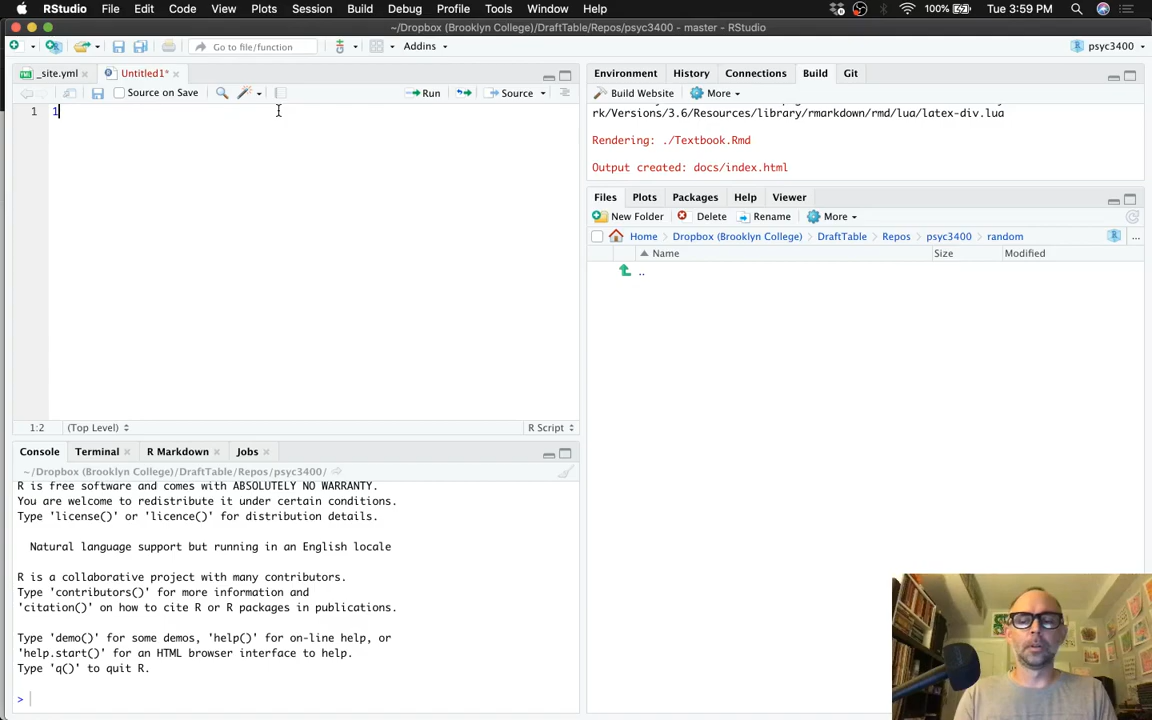 RStudio File Edit Code View Plots Session Build Debug Profile Tools Window Help 100% Tue 3:59 PM
~/Dropbox (Brooklyn College)/DraftTable/Repos/psyc3400 - master - RStudio
Go to file/function Addins psyc3400
_site.yml Untitled1*
Source on Save Run Source
1 1
1:2 (Top Level) R Script
Console Terminal R Markdown Jobs
~/Dropbox (Brooklyn College)/DraftTable/Repos/psyc3400/
R is free software and comes with ABSOLUTELY NO WARRANTY.
You are welcome to redistribute it under certain conditions.
Type 'license()' or 'licence()' for distribution details.
Natural language support but running in an English locale
R is a collaborative project with many contributors.
Type 'contributors()' for more information and
'citation()' on how to cite R or R packages in publications.
Type 'demo()' for some demos, 'help()' for on-line help, or
'help.start()' for an HTML browser interface to help.
Type 'q()' to quit R.
>
Environment History Connections Build Git
Build Website More
rk/Versions/3.6/Resources/library/rmarkdown/rmd/lua/latex-div.lua
Rendering: ./Textbook.Rmd
Output created: docs/index.html
Files Plots Packages Help Viewer
New Folder Delete Rename More
Home Dropbox (Brooklyn College) DraftTable Repos psyc3400 random ...
Name Size Modified
..